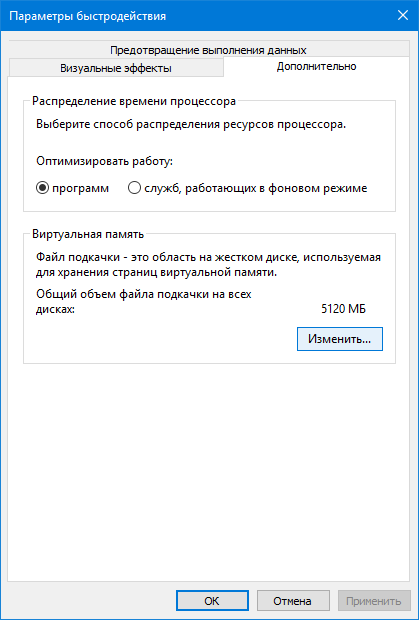 Параметры быстродействия
Предотвращение выполнения данных
Визуальные эффекты
Дополнительно
Распределение времени процессора
Выберите способ распределения ресурсов процессора.
Оптимизировать работу:
программ
служб, работающих в фоновом режиме
Виртуальная память
Файл подкачки - это область на жестком диске, используемая
для хранения страниц виртуальной памяти.
Общий объем файла подкачки на всех
дисках:
5120 МБ
Изменить...
ОК
Отмена
Применить